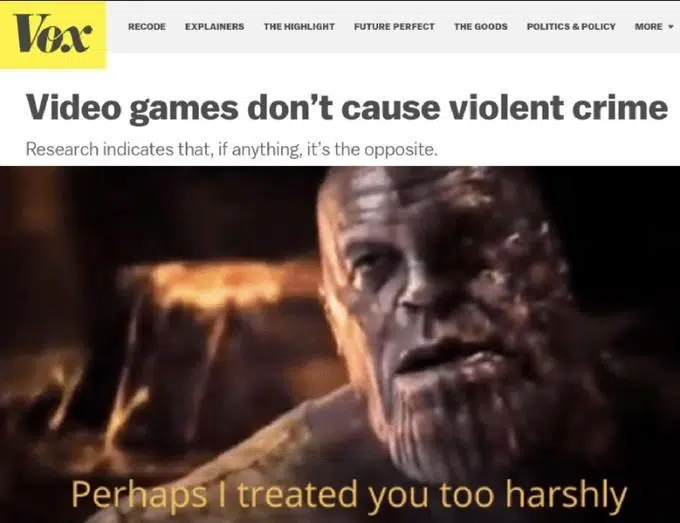 Vox
RECODE EXPLAINERS THE HIGHLIGHT FUTURE PERFECT THE GOODS POLITICS & POLICY MORE
Video games don't cause violent crime
Research indicates that, if anything, it's the opposite.
Perhaps I treated you too harshly